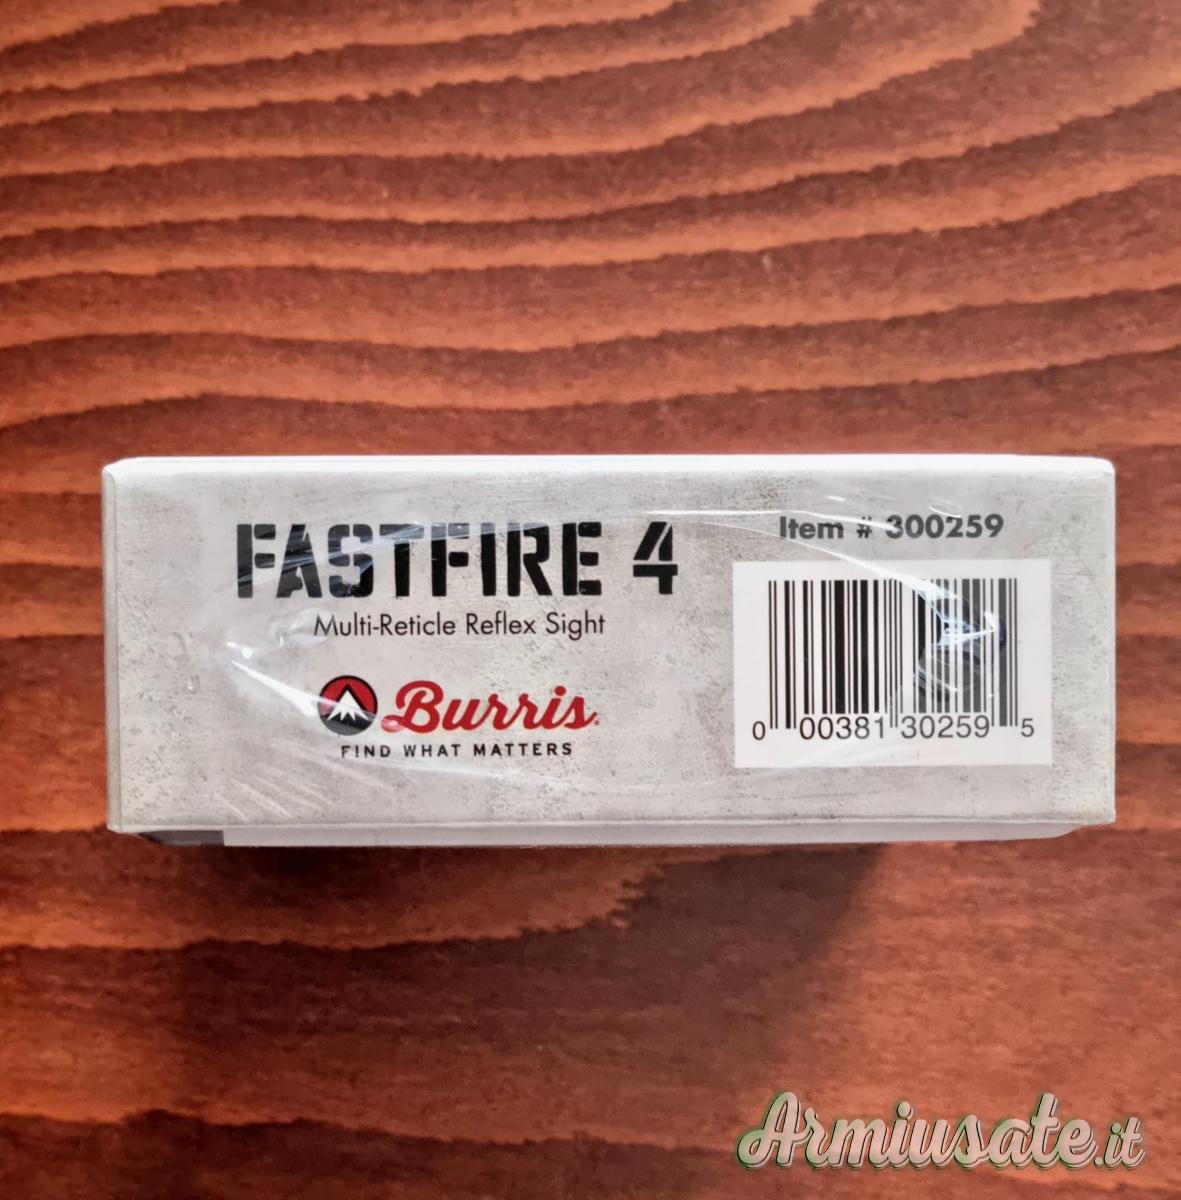 FASTFIRE 4
Multi-Reticle Reflex Sight
Burris
FIND WHAT MATTERS
Item # 300259
0 00381 30259 5
Armiusate.it